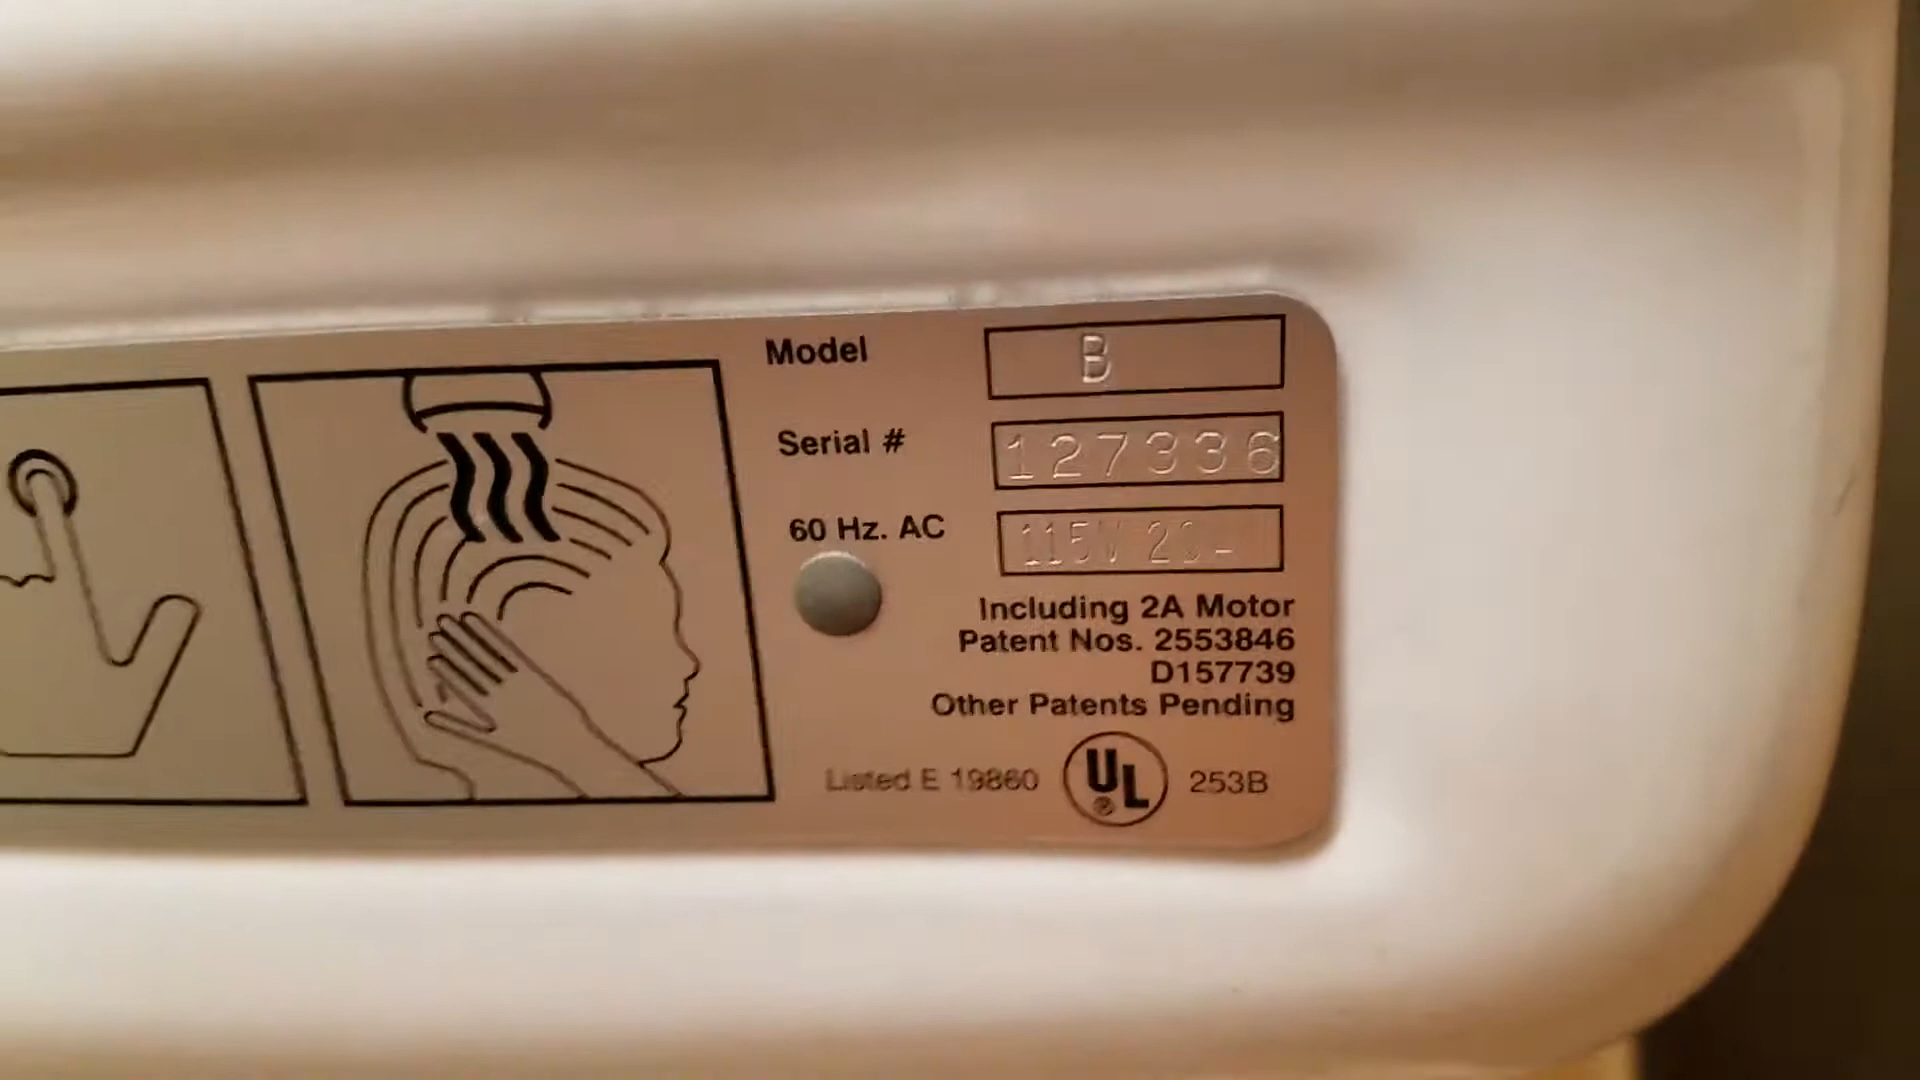 Model B
Serial # 127336
60 Hz. AC 115V
Including 2A Motor
Patent Nos. 2553846
D157739
Other Patents Pending
Listed E 19860 UL ® 253B